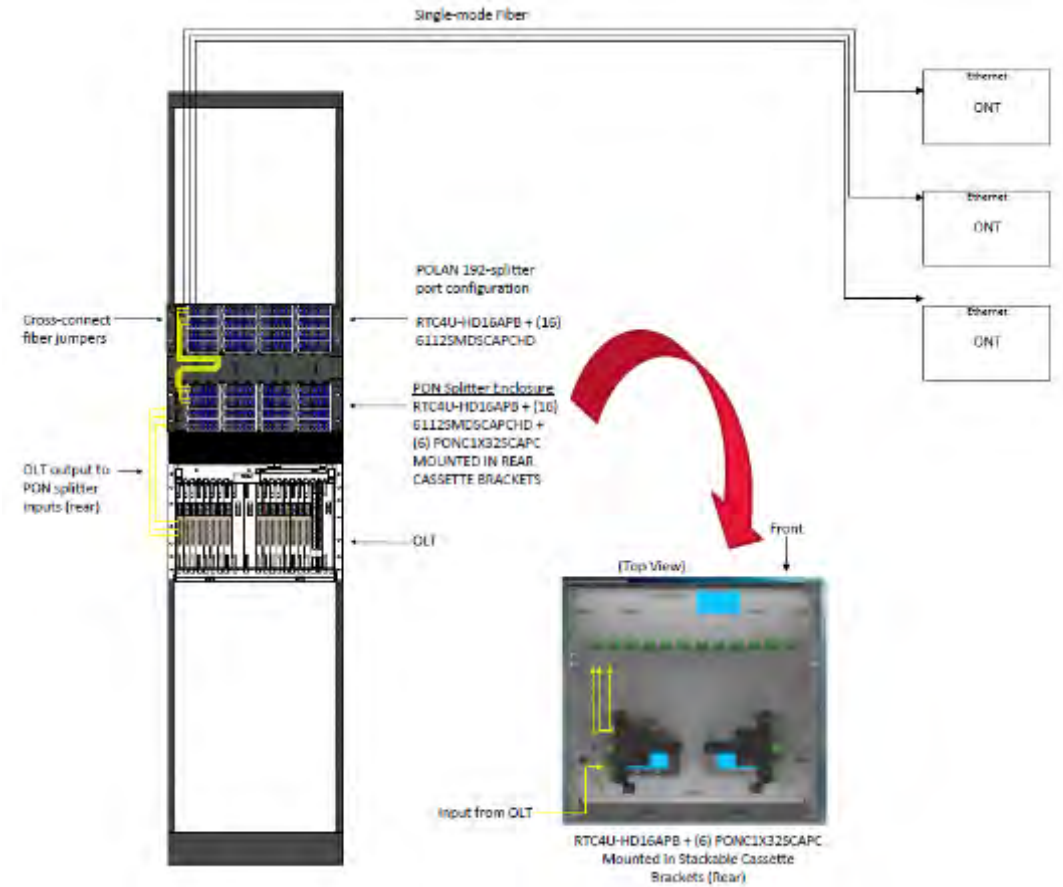 Single-mode Fiber
Ethernet
ONT
Ethernet
ONT
Ethernet
ONT
POLAN 192-splitter
port configuration
RTC4U-HD16APB + (16)
6112SMDSCAPCHD
Cross-connect
fiber jumpers
PON Splitter Enclosure
RTC4U-HD16APB + (16)
6112SMDSCAPCHD +
(6) PONC1X32SCAPC
MOUNTED IN REAR
CASSETTE BRACKETS
OLT output to
PON splitter
inputs (rear)
OLT
Front
(Top View)
Input from OLT
RTC4U-HD16APB + (6) PONC1X32SCAPC
Mounted in Stackable Cassette
Brackets (Rear)